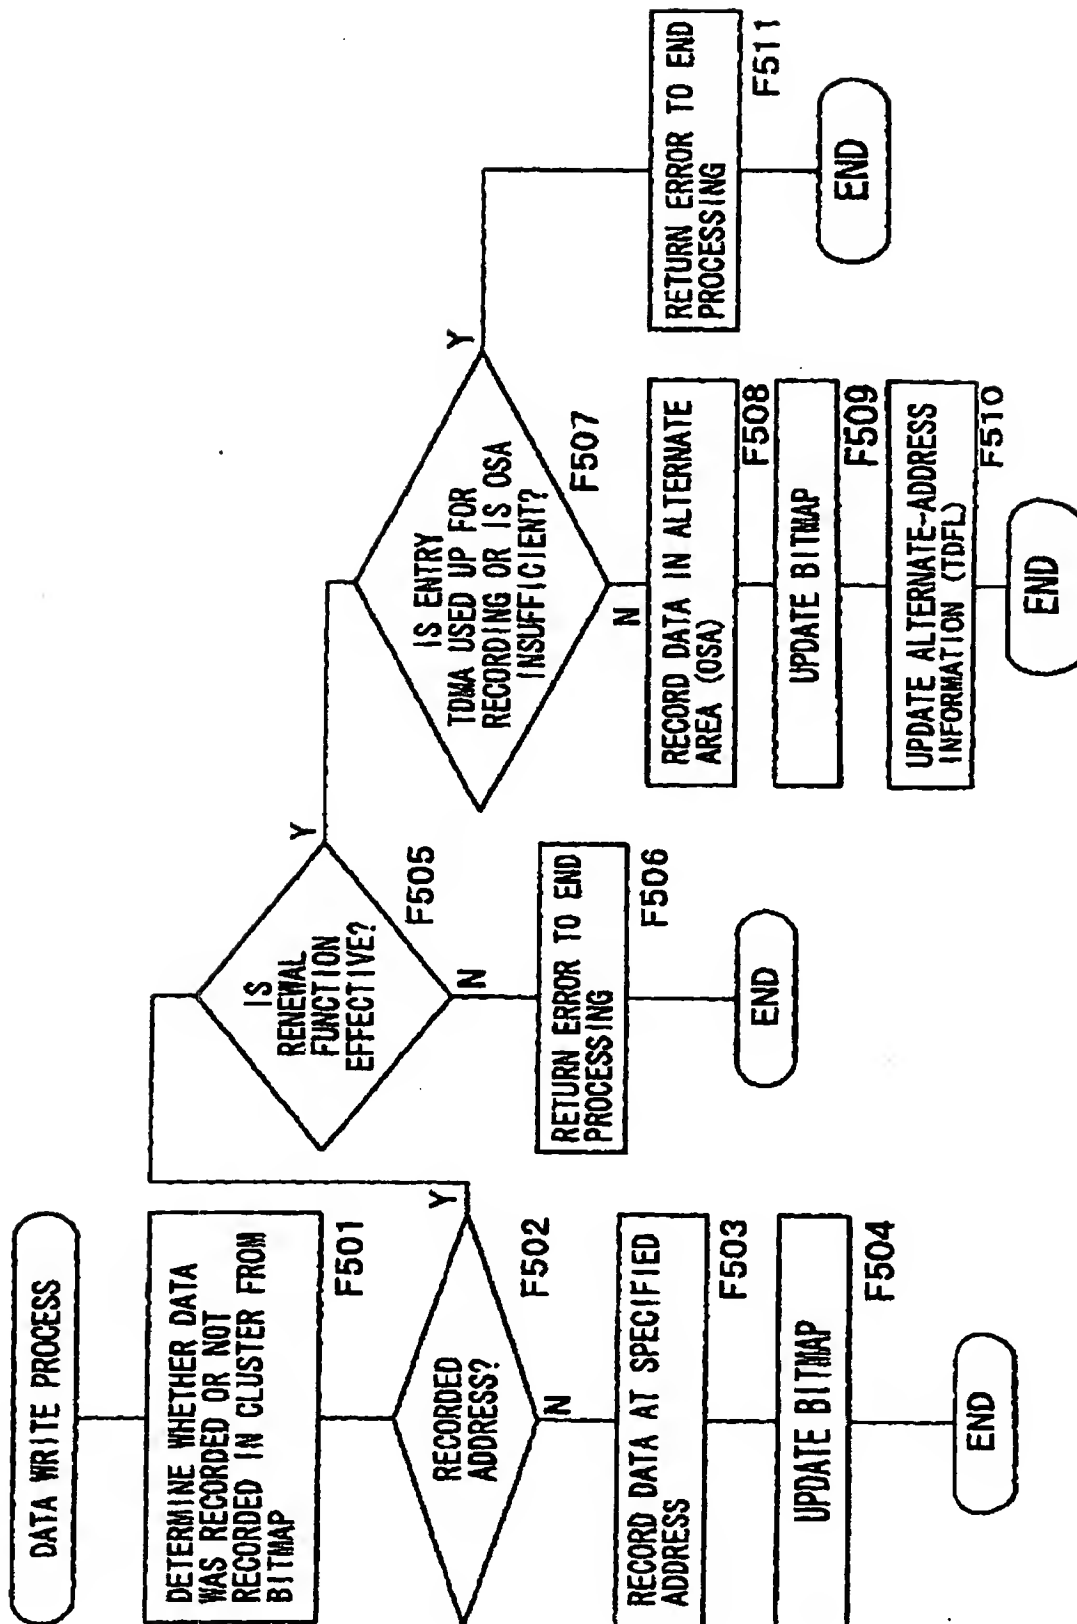 DATA WRITE PROCESS
DETERMINE WHETHER DATA
WAS RECORDED OR NOT
RECORDED IN CLUSTER FROM
BITMAP
F501
RECORDED
ADDRESS?
F502
Y
N
RECORD DATA AT SPECIFIED
ADDRESS
F503
UPDATE BITMAP
F504
END
IS
RENEWAL
FUNCTION
EFFECTIVE?
F505
Y
N
RETURN ERROR TO END
PROCESSING
F506
END
IS ENTRY
TDMA USED UP FOR
RECORDING OR IS OSA
INSUFFICIENT?
F507
Y
N
RECORD DATA IN ALTERNATE
AREA (OSA)
F508
UPDATE BITMAP
F509
UPDATE ALTERNATE-ADDRESS
INFORMATION (TDFL)
F510
END
RETURN ERROR TO END
PROCESSING
F511
END